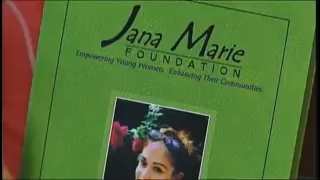 Jana Marie
FOUNDATION
Empowering Young Women. Enhancing Their Communities.